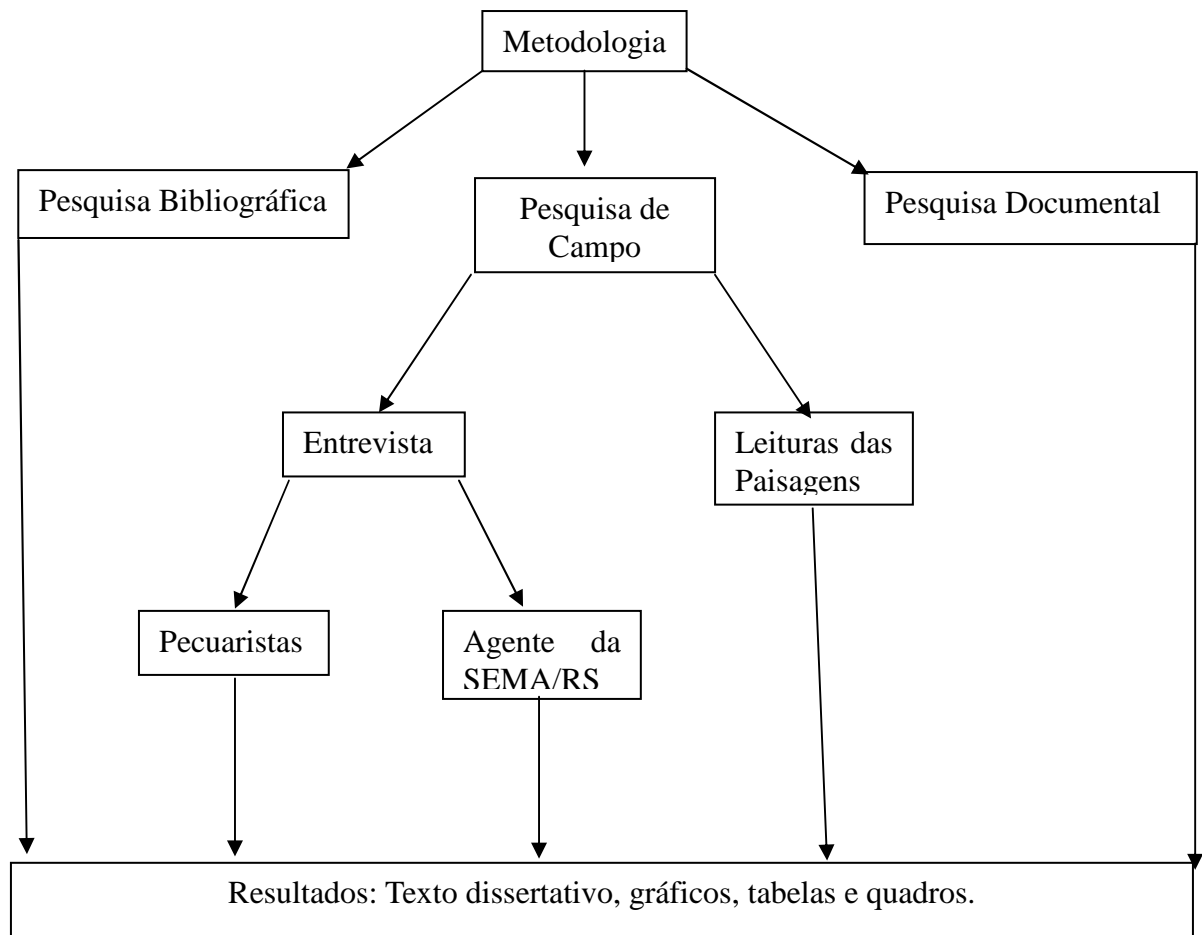 Metodologia
Pesquisa Bibliográfica
Pesquisa de
Campo
Pesquisa Documental
Entrevista
Leituras das
Paisagens
Pecuaristas
Agente da
SEMA/RS
Resultados: Texto dissertativo, gráficos, tabelas e quadros.